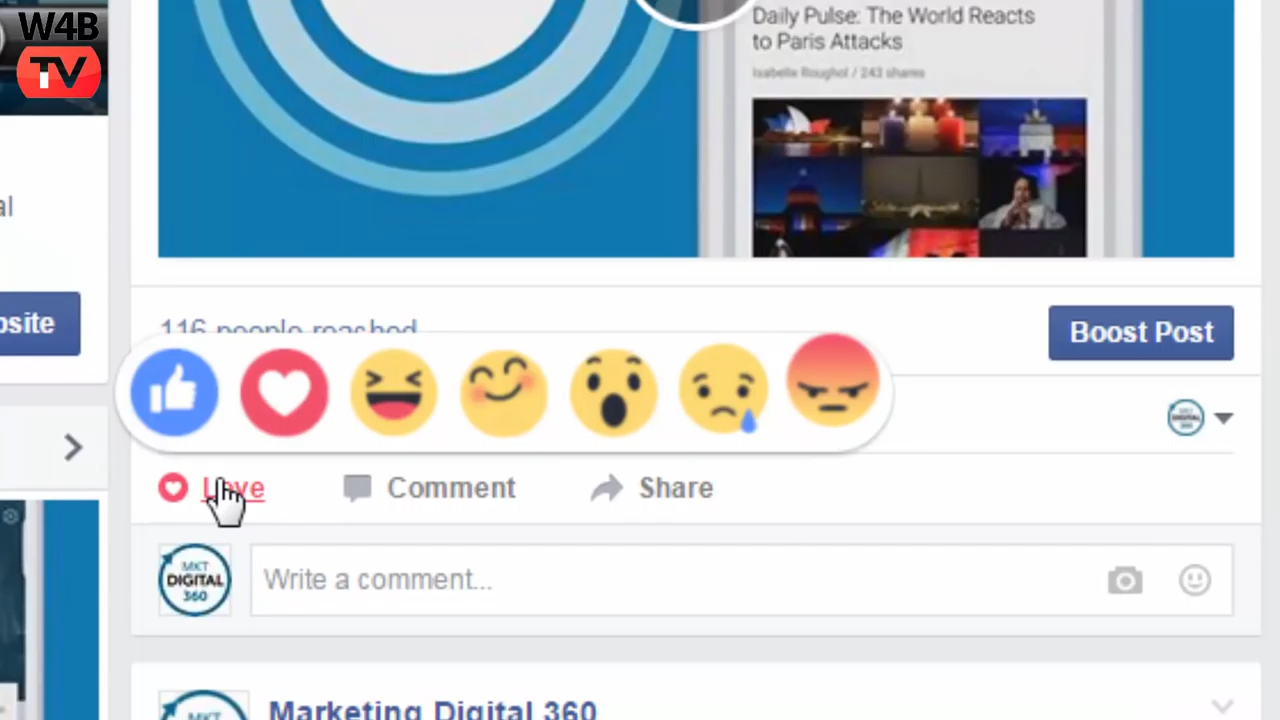 W4B
TV
Daily Pulse: The World Reacts
to Paris Attacks
Isabelle Roughol / 243 shares
al
osite
116 people reached
Boost Post
Love
Comment
Share
MKT
DIGITAL
360
Write a comment...
MKT
Marketing Digital 360